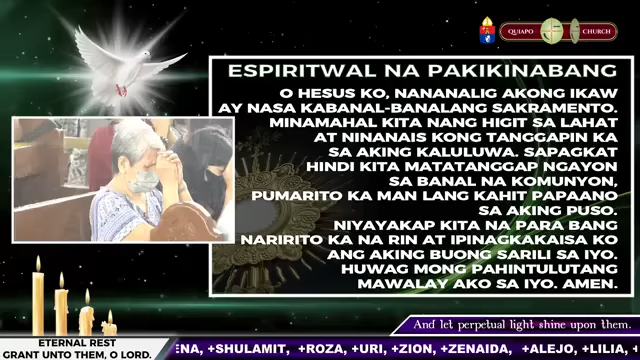 QUIAPO CHURCH
ESPIRITWAL NA PAKIKINABANG
O HESUS KO, NANANALIG AKONG IKAW
AY NASA KABANAL-BANALANG SAKRAMENTO.
MINAMAHAL KITA NANG HIGIT SA LAHAT
AT NINANAIS KONG TANGGAPIN KA
SA AKING KALULUWA. SAPAGKAT
HINDI KITA MATATANGGAP NGAYON
SA BANAL NA KOMUNYON,
PUMARITO KA MAN LANG KAHIT PAPAANO
SA AKING PUSO.
NIYAYAKAP KITA NA PARA BANG
NARIRITO KA NA RIN AT IPINAGKAKAISA KO
ANG AKING BUONG SARILI SA IYO.
HUWAG MONG PAHINTULUTANG
MAWALAY AKO SA IYO. AMEN.
And let perpetual light shine upon them.
ETERNAL REST
GRANT UNTO THEM, O LORD.
ENA, +SHULAMIT, +ROZA, +URI, +ZION, +ZENAIDA, +ALEJO, +LILIA, +